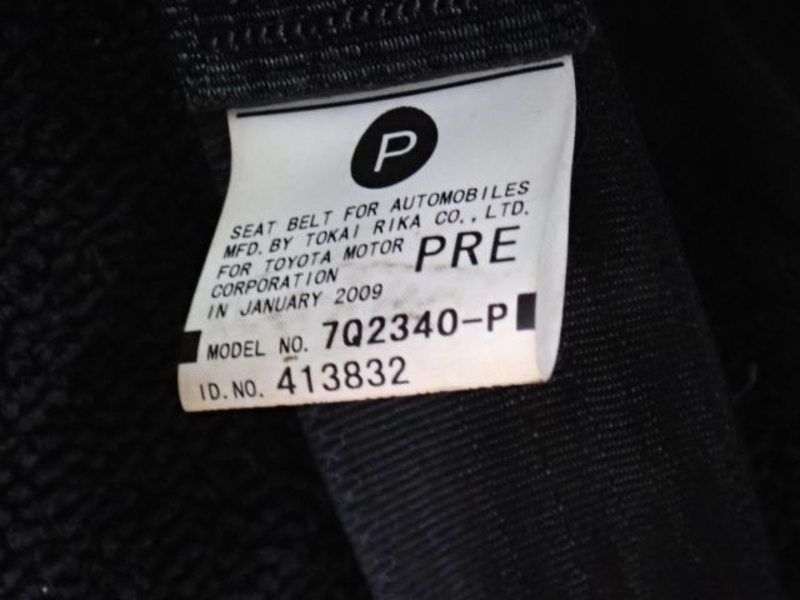 P
SEAT BELT FOR AUTOMOBILES
MFD. BY TOKAI RIKA CO., LTD.
FOR TOYOTA MOTOR PRE
CORPORATION
IN JANUARY 2009
MODEL NO. 7Q2340-P
ID. NO. 413832